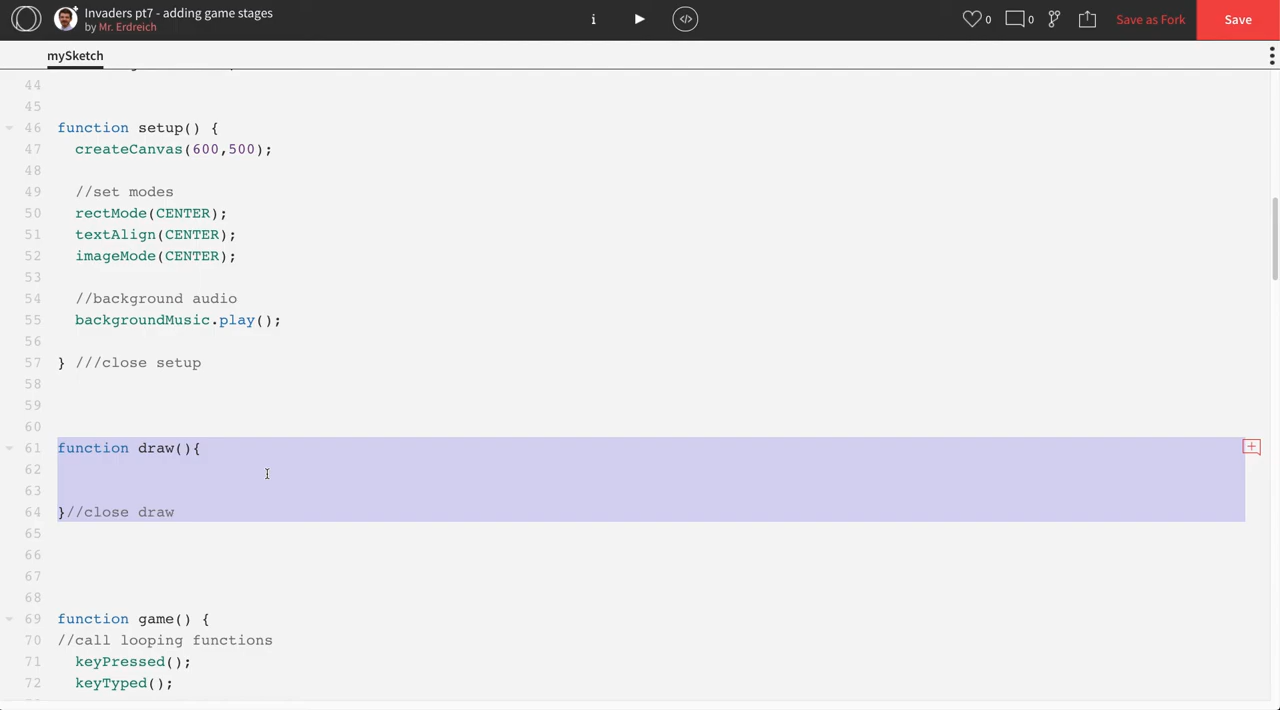 Invaders pt7 - adding game stages
by Mr. Erdreich
0
0
Save as Fork
Save
mySketch
44
45
46 function setup() {
47 createCanvas(600,500);
48
49 //set modes
50 rectMode(CENTER);
51 textAlign(CENTER);
52 imageMode(CENTER);
53
54 //background audio
55 backgroundMusic.play();
56
57 } ///close setup
58
59
60
61 function draw(){
62
63
64 }//close draw
65
66
67
68
69 function game() {
70 //call looping functions
71 keyPressed();
72 keyTyped();